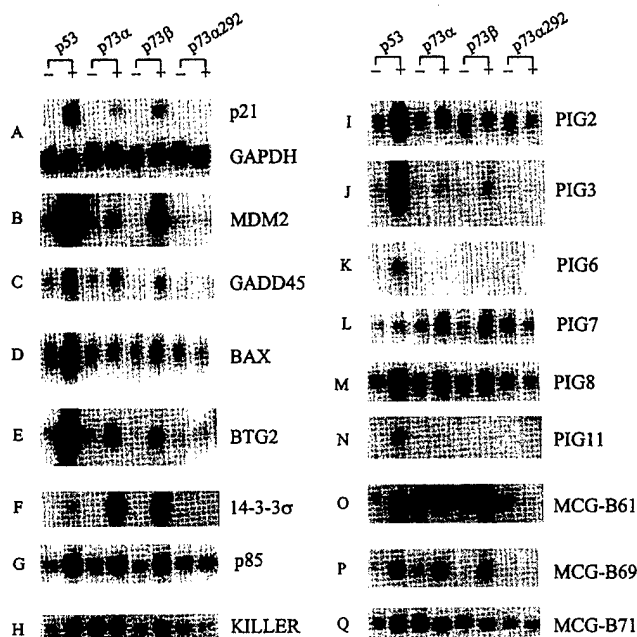 p53 p73α p73β p73α292
− + − + − + − +
A p21
GAPDH
B MDM2
C GADD45
D BAX
E BTG2
F 14-3-3σ
G p85
H KILLER
p53 p73α p73β p73α292
− + − + − + − +
I PIG2
J PIG3
K PIG6
L PIG7
M PIG8
N PIG11
O MCG-B61
P MCG-B69
Q MCG-B71